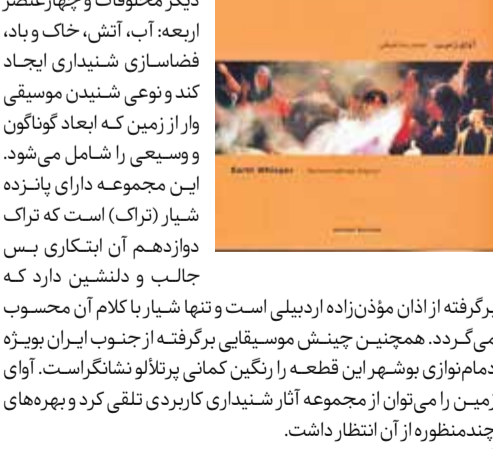 دیگر مخلوقات و چهار عنصر
اربعه: آب، آتش، خاک و باد،
فضاسازی شنیداری ایجاد
کند و نوعی شنیدن موسیقی
وار از زمین که ابعاد گوناگون
و وسیعی را شامل می‌شود.
این مجموعه دارای پانزده
شیار (تراک) است که تراک
دوازدهم آن ابتکاری بس
جالب و دلنشین دارد که
برگرفته از اذان مؤذن‌زاده اردبیلی است و تنها شیار با کلام آن محسوب
می‌گردد. همچنین چینش موسیقایی برگرفته از جنوب ایران بویژه
دمام‌نوازی بوشهر این قطعه را رنگین کمانی پرتلألو نشانگر است. آوای
زمین را می‌توان از مجموعه آثار شنیداری کاربردی تلقی کرد و بهره‌های
چندمنظوره از آن انتظار داشت.
آوای زمین
Earth Whisper